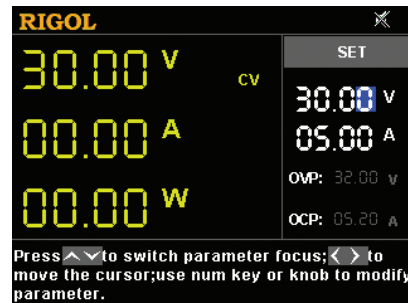 RIGOL
30.00 V
CV
00.00 A
00.00 W
SET
30.00 V
05.00 A
OVP: 32.00 V
OCP: 05.20 A
Press to switch parameter focus; to
move the cursor;use num key or knob to modify
parameter.